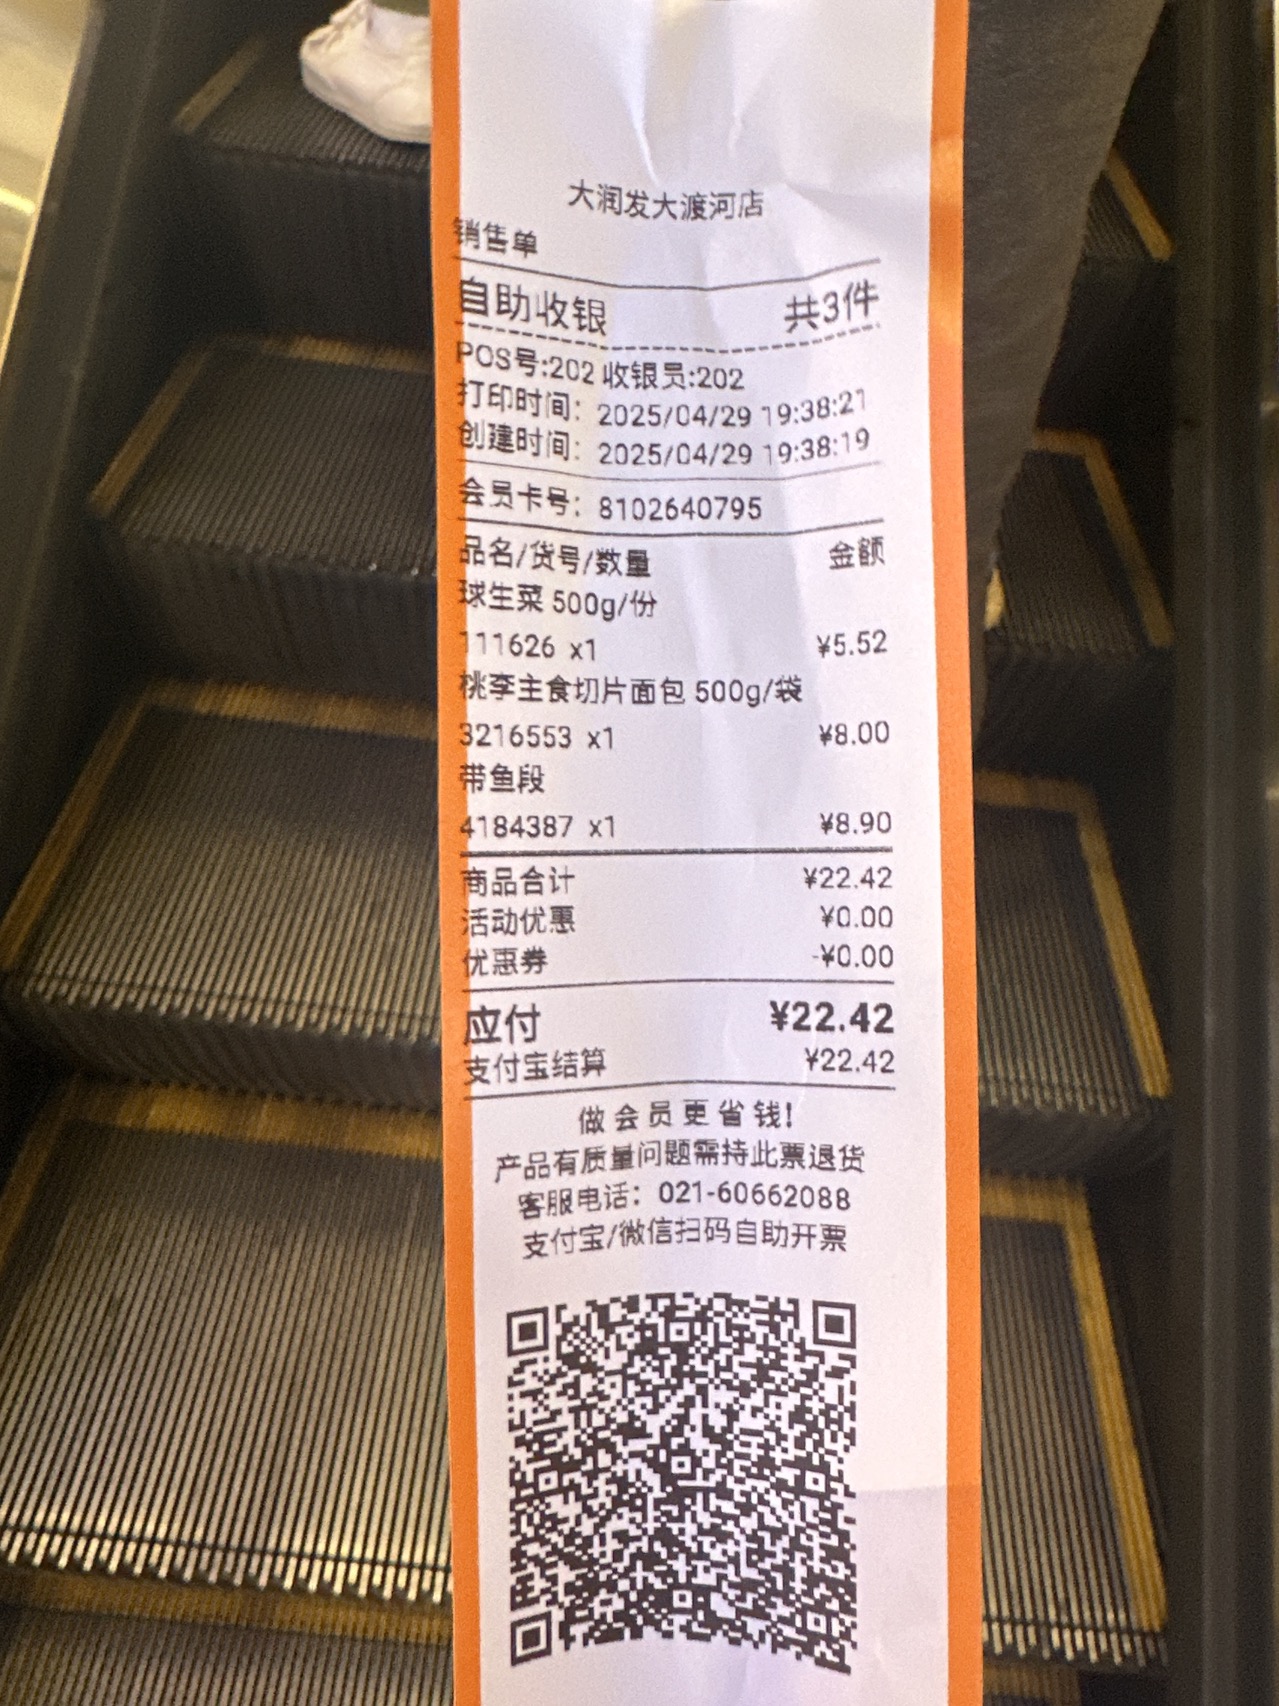 大润发大渡河店
销售单
自助收银 共3件
POS号:202 收银员:202
打印时间: 2025/04/29 19:38:21
创建时间: 2025/04/29 19:38:19
会员卡号: 8102640795
品名/货号/数量 金额
球生菜 500g/份
111626 x1 ¥5.52
桃李主食切片面包 500g/袋
3216553 x1 ¥8.00
带鱼段
4184387 x1 ¥8.90
商品合计 ¥22.42
活动优惠 ¥0.00
优惠券 -¥0.00
应付 ¥22.42
支付宝结算 ¥22.42
做会员更省钱!
产品有质量问题需持此票退货
客服电话: 021-60662088
支付宝/微信扫码自助开票